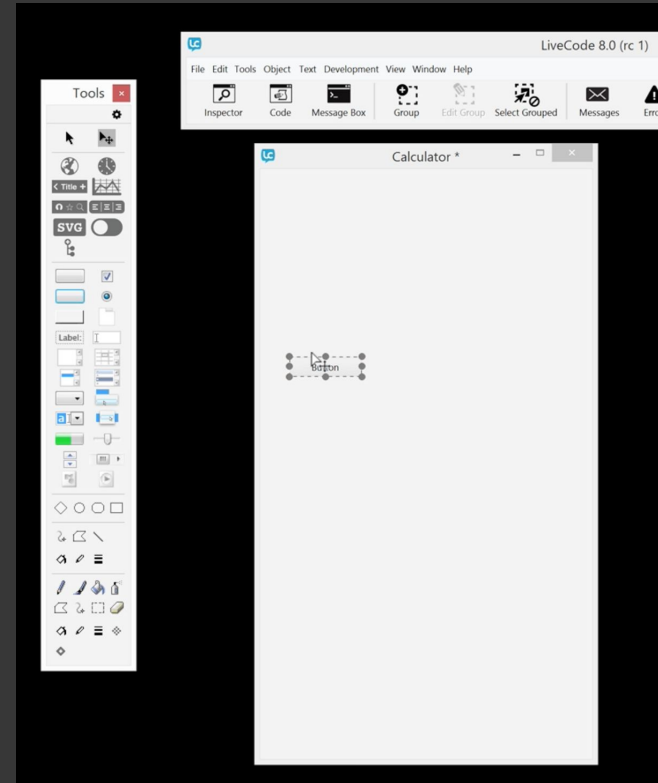 LiveCode 8.0 (rc 1)
File Edit Tools Object Text Development View Window Help
Inspector Code Message Box Group Edit Group Select Grouped Messages Erro
Tools
Calculator *
< Title +
SVG
Label:
Button